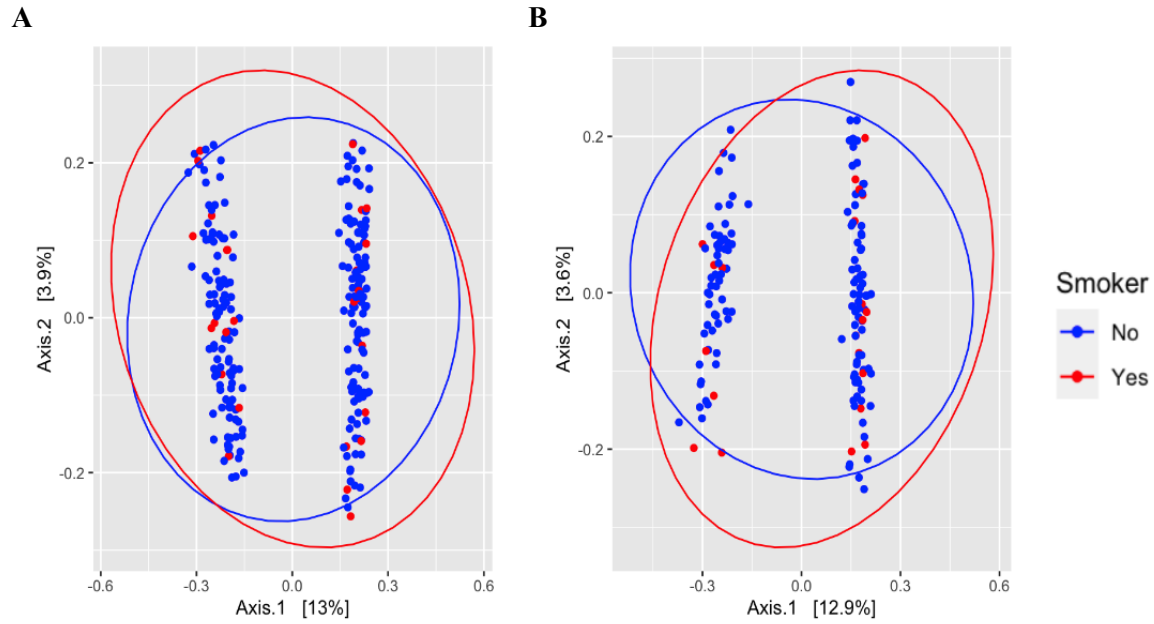 A
B
0.2
0.0
-0.2
-0.6
-0.3
0.0
0.3
0.6
Axis.1 [13%]
Axis.2 [3.9%]
0.2
0.0
-0.2
-0.3
0.0
0.3
0.6
Axis.1 [12.9%]
Axis.2 [3.6%]
Smoker
No
Yes